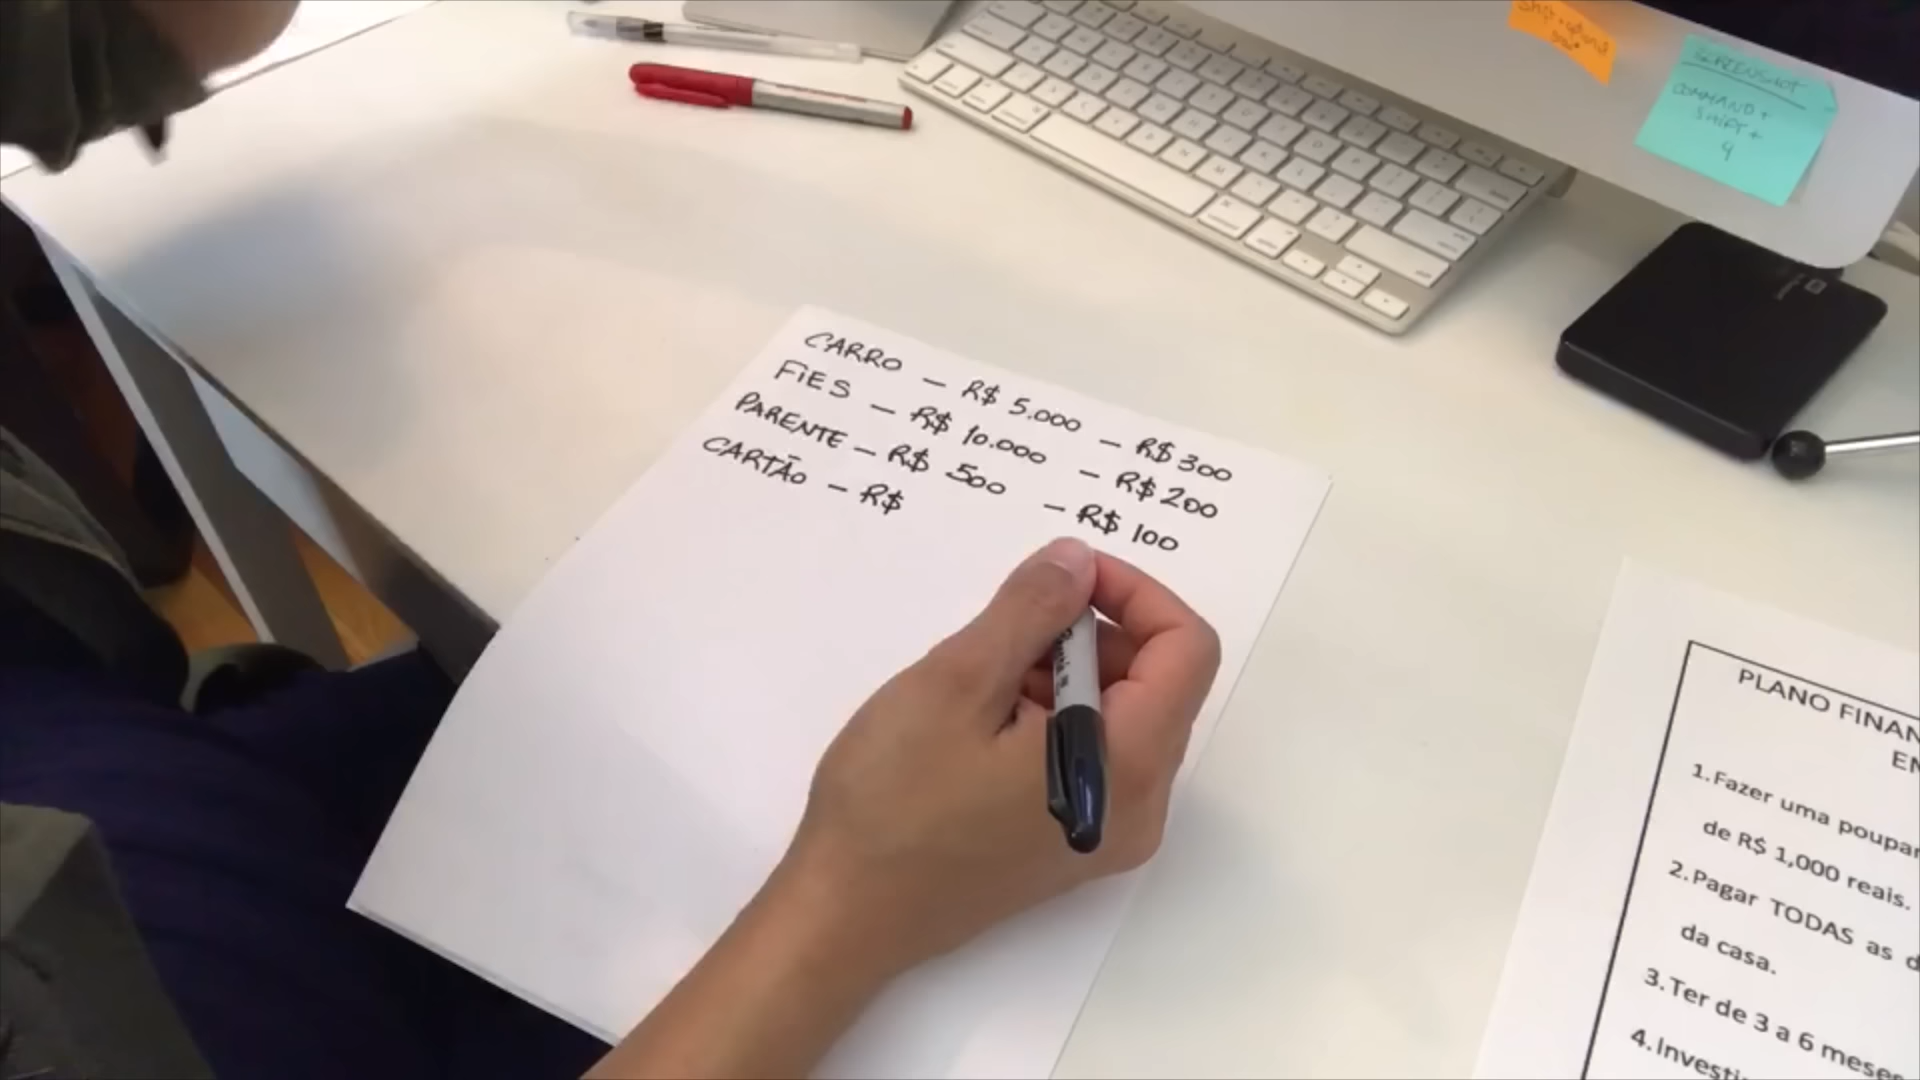 CARRO — R$ 5.000 — R$ 300
FiES — R$ 10.000 — R$ 200
PARENTE — R$ 500 — R$ 100
CARTÃO — R$
SCREENSHOT
COMMAND +
SHIFT +
4
PLANO FINAN
EM
1. Fazer uma poupan
de R$ 1,000 reais.
2. Pagar TODAS as d
da casa.
3. Ter de 3 a 6 meses
4. Investi